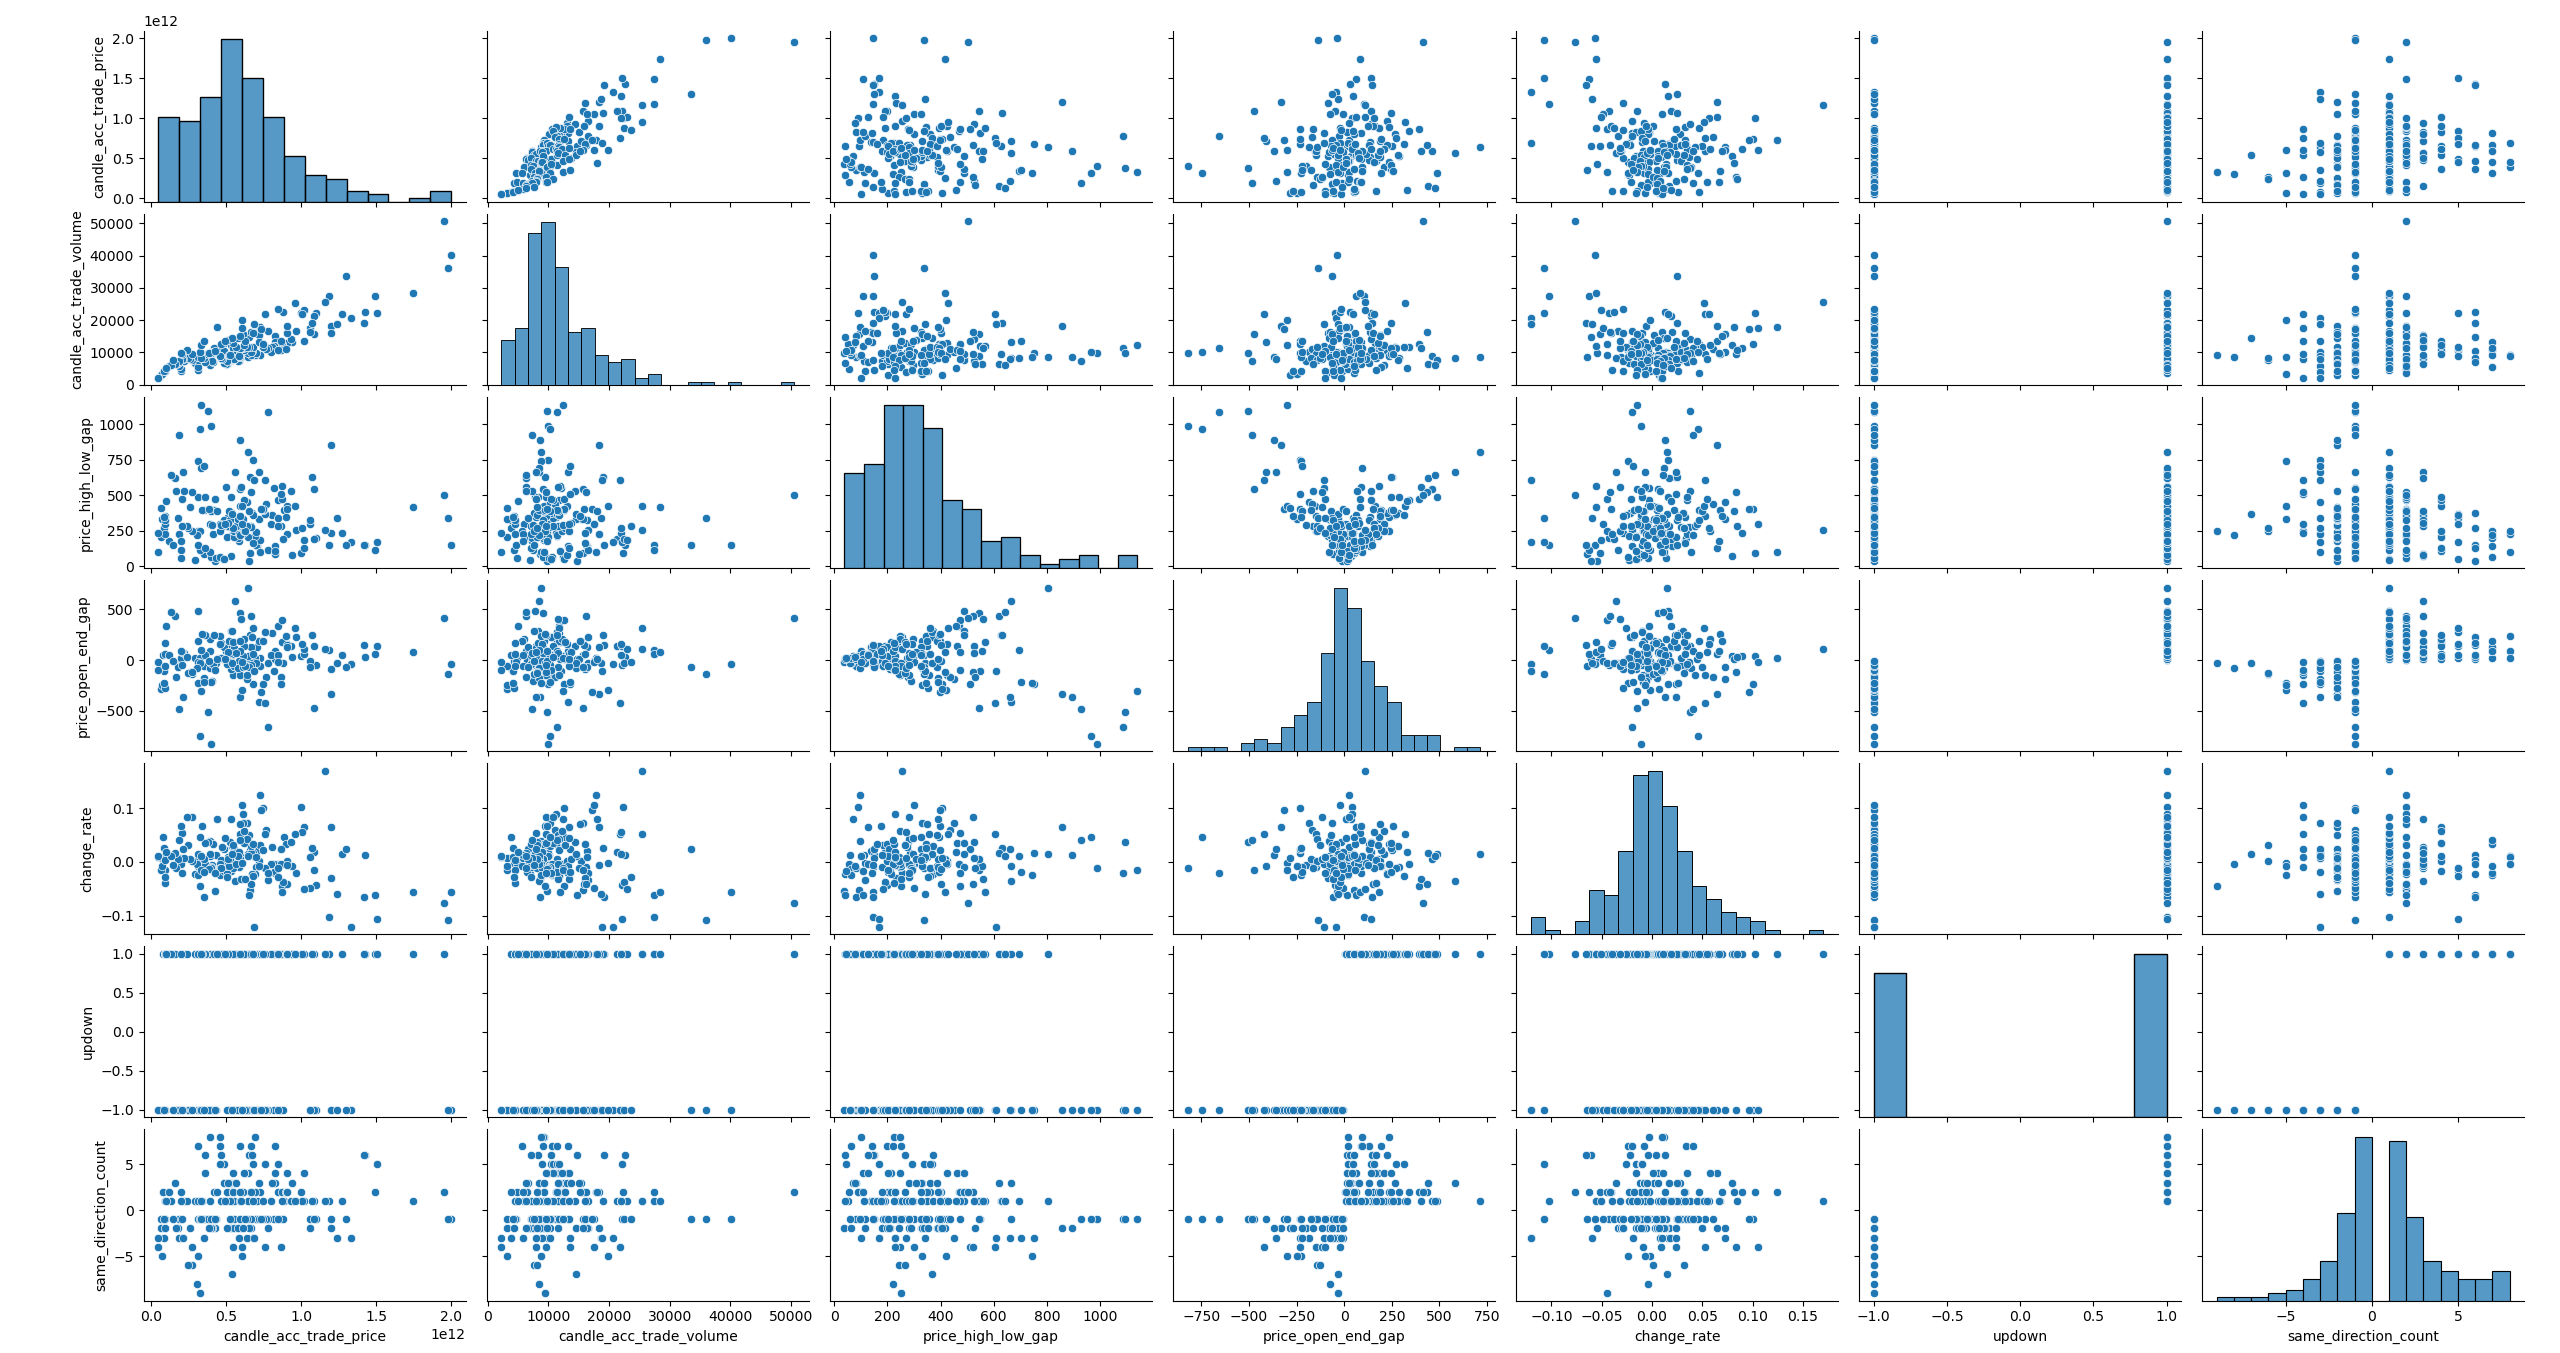 1e12
candle_acc_trade_price
2.0
1.5
1.0
0.5
0.0
candle_acc_trade_volume
50000
40000
30000
20000
10000
0
price_high_low_gap
1000
750
500
250
0
price_open_end_gap
500
0
−500
change_rate
0.1
0.0
−0.1
updown
1.0
0.5
0.0
−0.5
−1.0
same_direction_count
5
0
−5
0.0 0.5 1.0 1.5 2.0
1e12
candle_acc_trade_price
0 10000 20000 30000 40000 50000
candle_acc_trade_volume
0 200 400 600 800 1000
price_high_low_gap
−750 −500 −250 0 250 500 750
price_open_end_gap
−0.10 −0.05 0.00 0.05 0.10 0.15
change_rate
−1.0 −0.5 0.0 0.5 1.0
updown
−5 0 5
same_direction_count